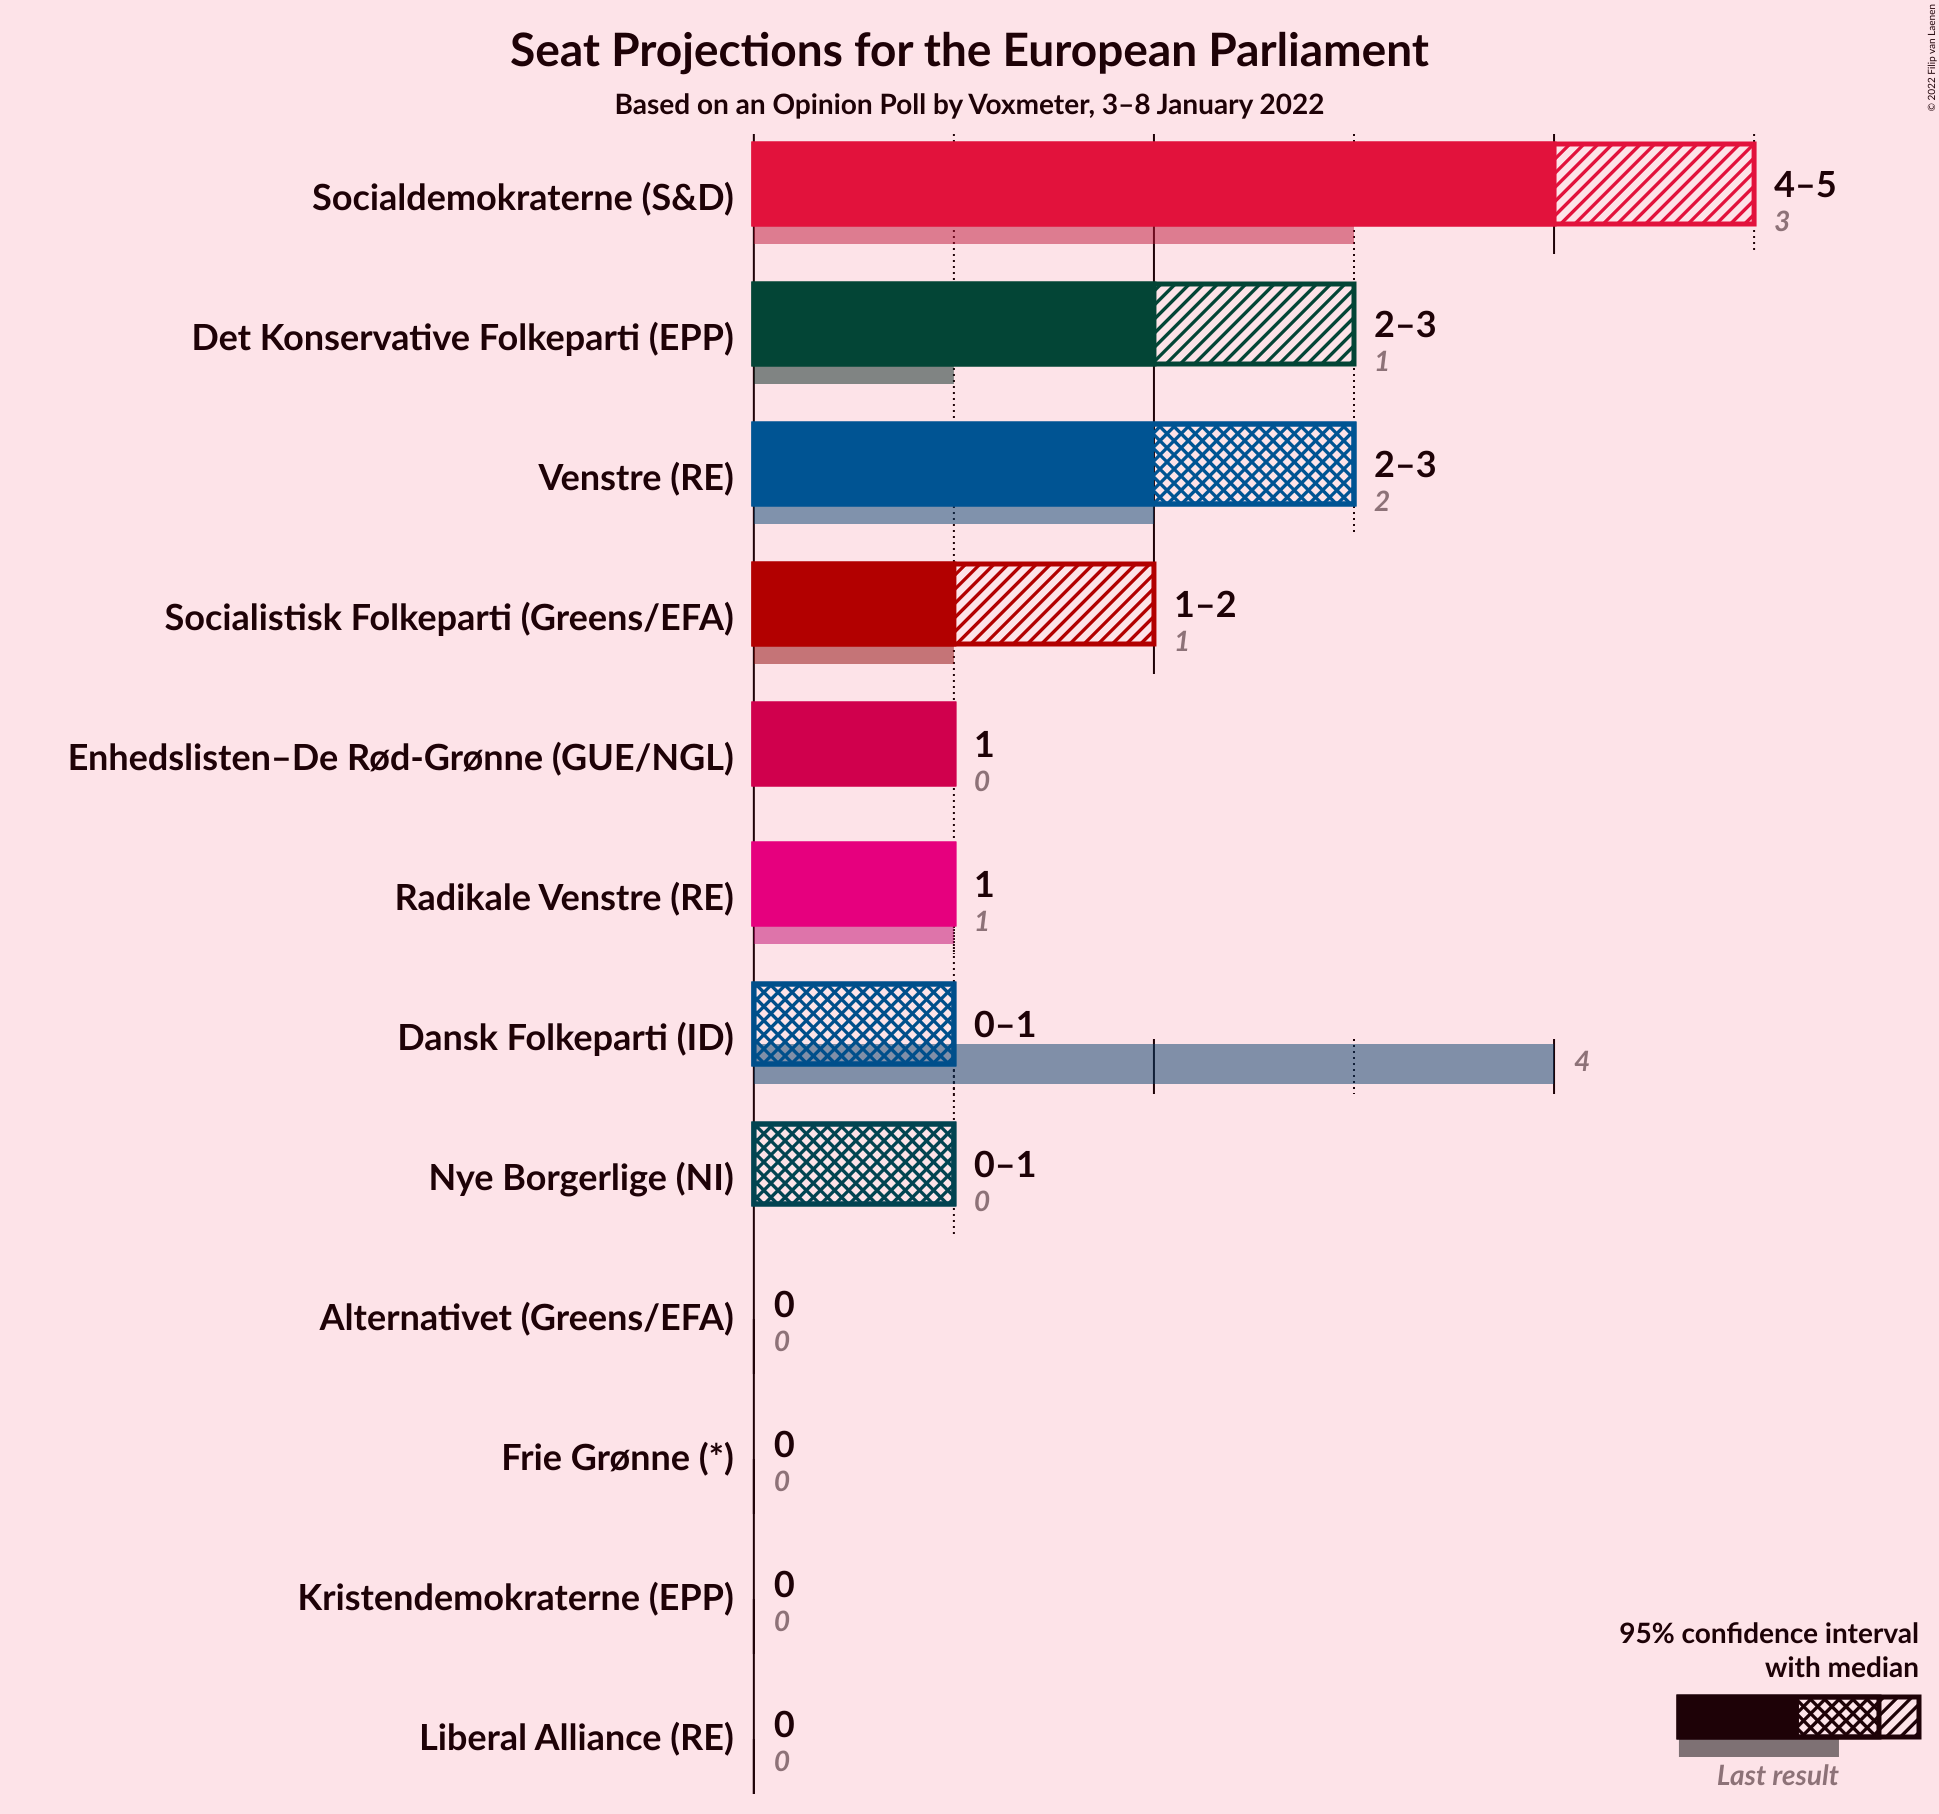 Seat Projections for the European Parliament
Based on an Opinion Poll by Voxmeter, 3–8 January 2022
© 2022 Filip van Laenen
Socialdemokraterne (S&D)
4–5
3
Det Konservative Folkeparti (EPP)
2–3
1
Venstre (RE)
2–3
2
Socialistisk Folkeparti (Greens/EFA)
1–2
1
Enhedslisten–De Rød-Grønne (GUE/NGL)
1
0
Radikale Venstre (RE)
1
1
Dansk Folkeparti (ID)
0–1
4
Nye Borgerlige (NI)
0–1
0
Alternativet (Greens/EFA)
0
0
Frie Grønne (*)
0
0
Kristendemokraterne (EPP)
0
0
Liberal Alliance (RE)
0
0
95% confidence interval
with median
Last result